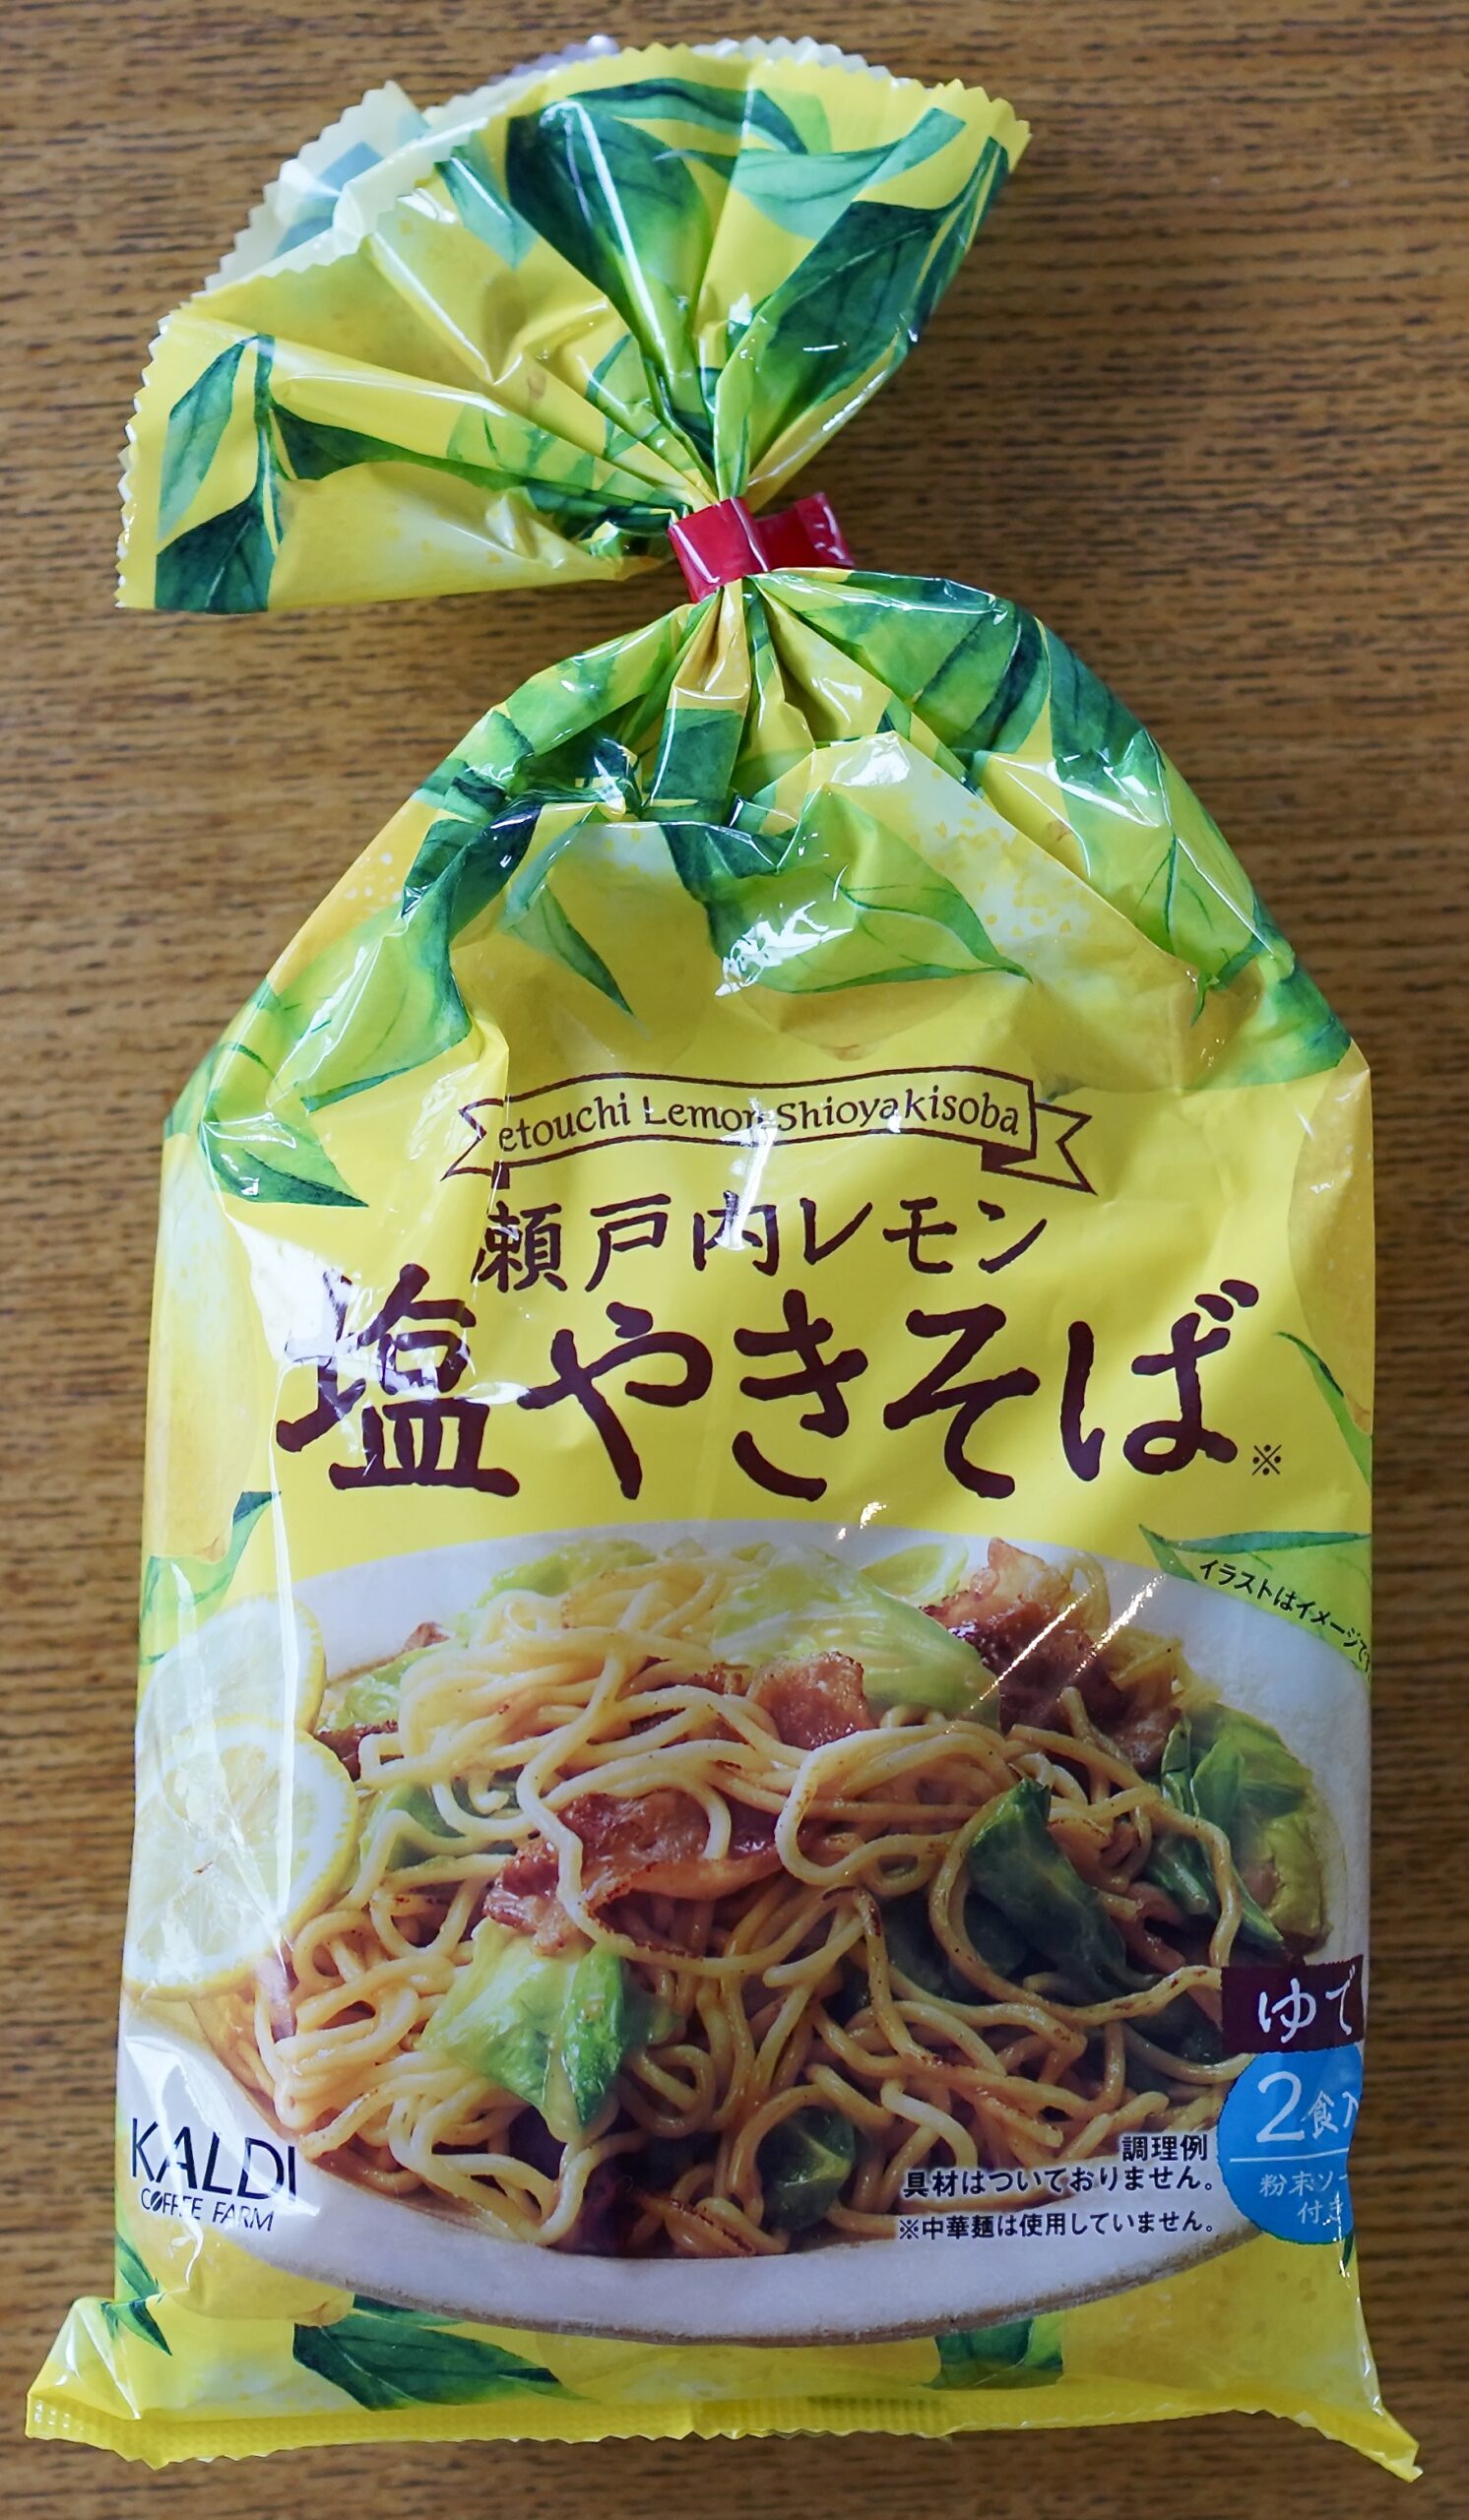 etouchi Lemon Shioyakisoba
瀬戸内レモン
塩やきそば※
イラストはイメージで
ゆで
2食入
粉末ソー
付き
KALDI
COFFEE FARM
調理例
具材はついておりません。
※中華麺は使用していません。